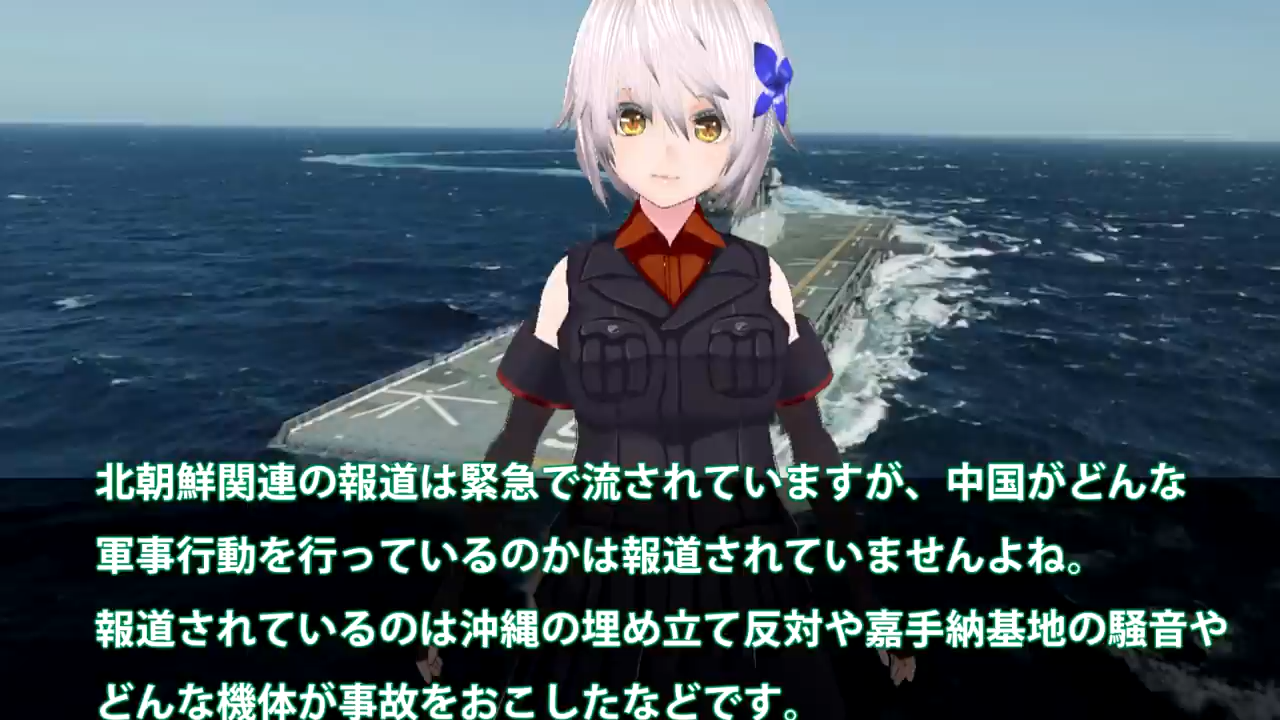 北朝鮮関連の報道は緊急で流されていますが、中国がどんな
軍事行動を行っているのかは報道されていませんよね。
報道されているのは沖縄の埋め立て反対や嘉手納基地の騒音や
どんな機体が事故をおこしたなどです。